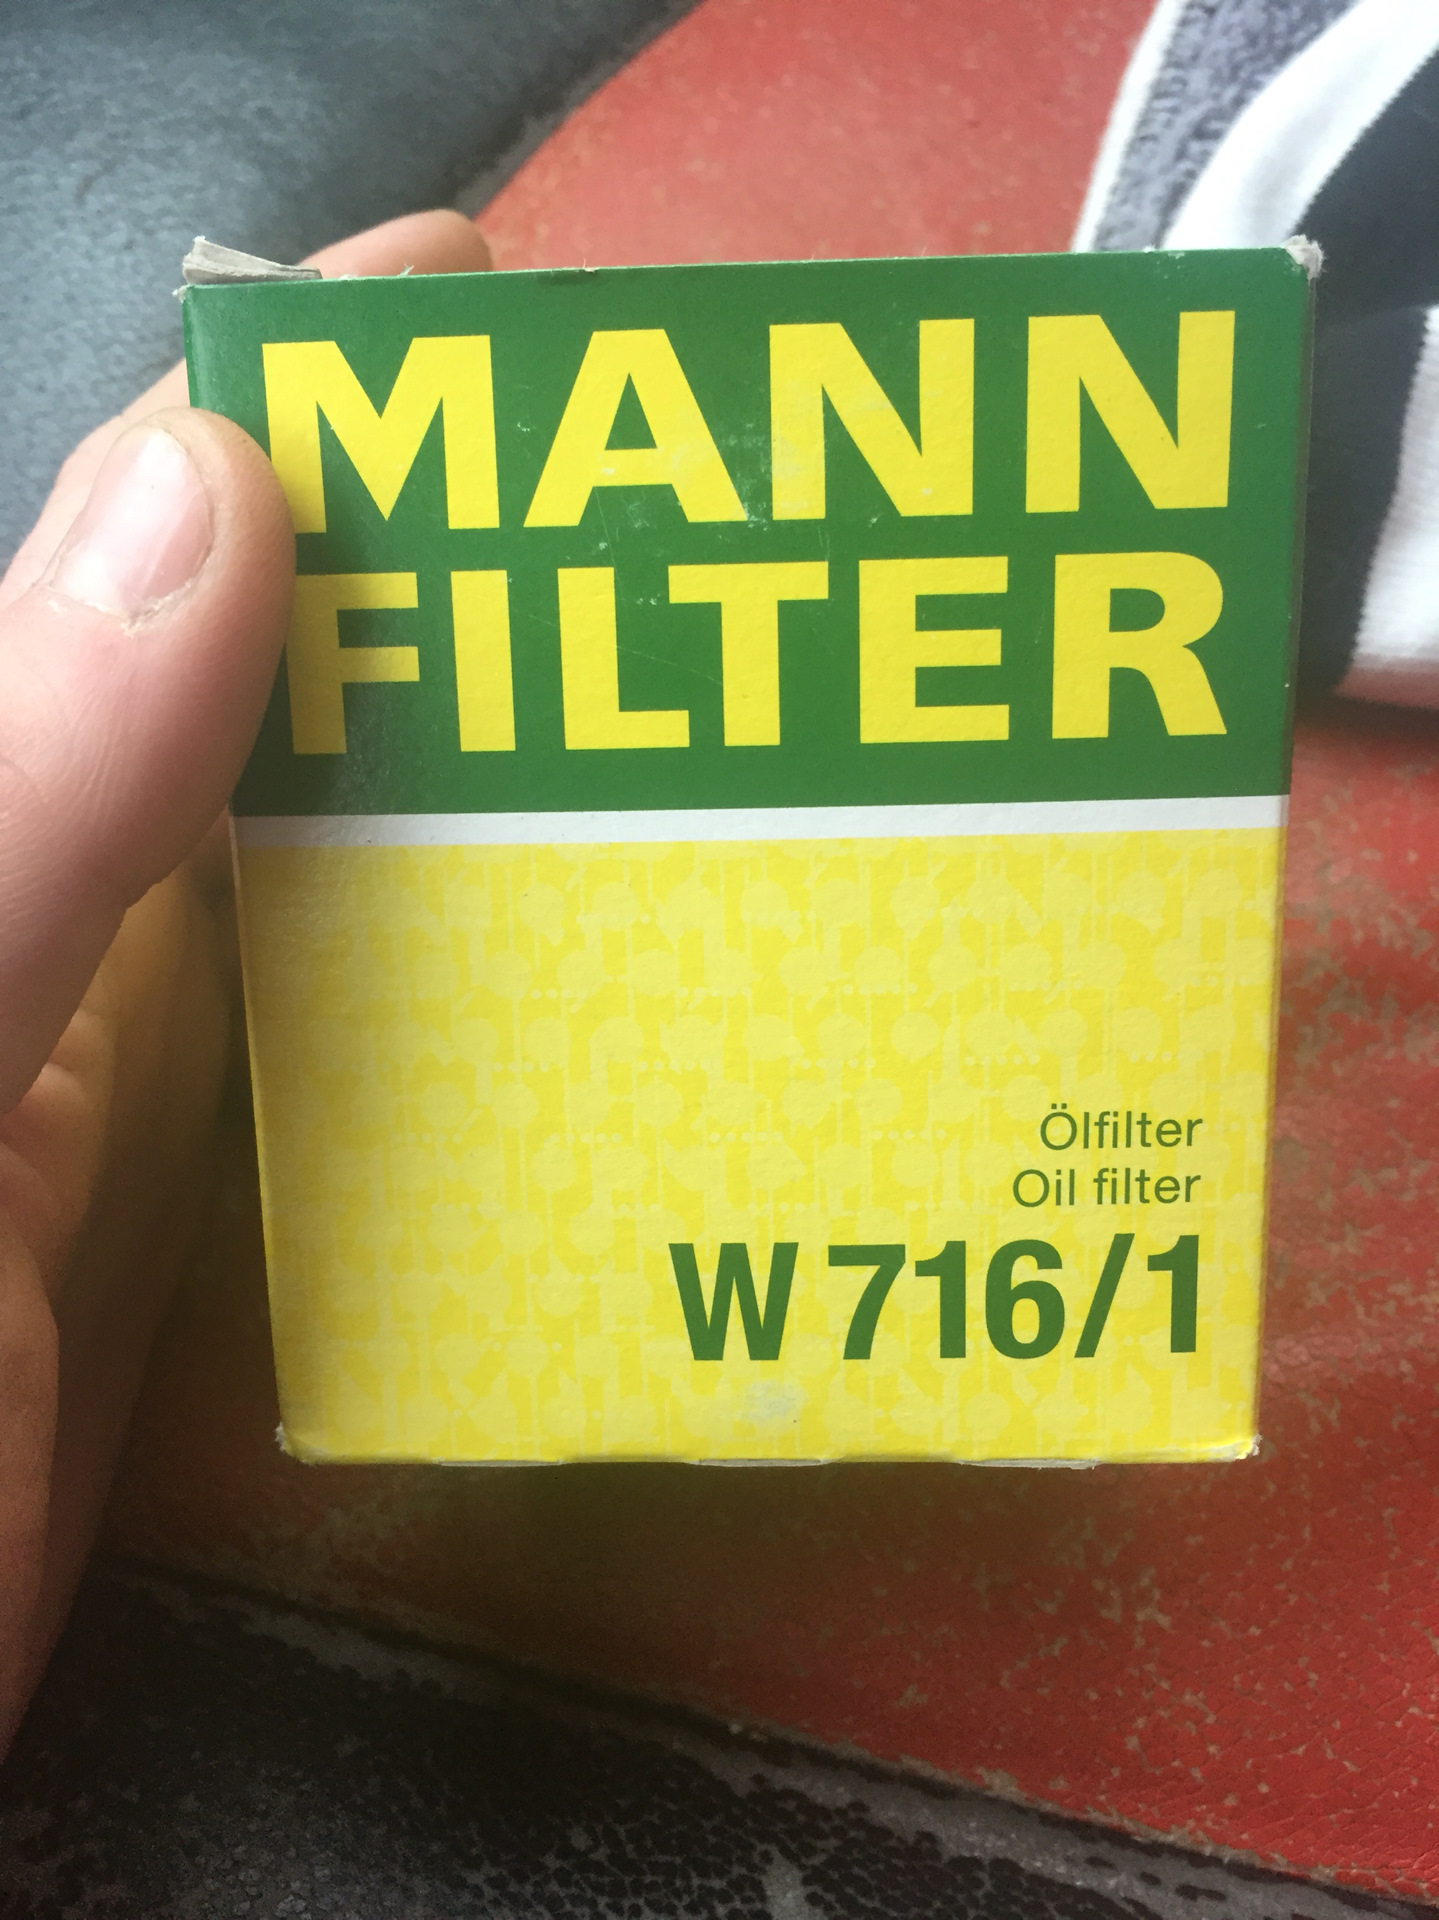 MANN
FILTER
Ölfilter
Oil filter
W 716/1